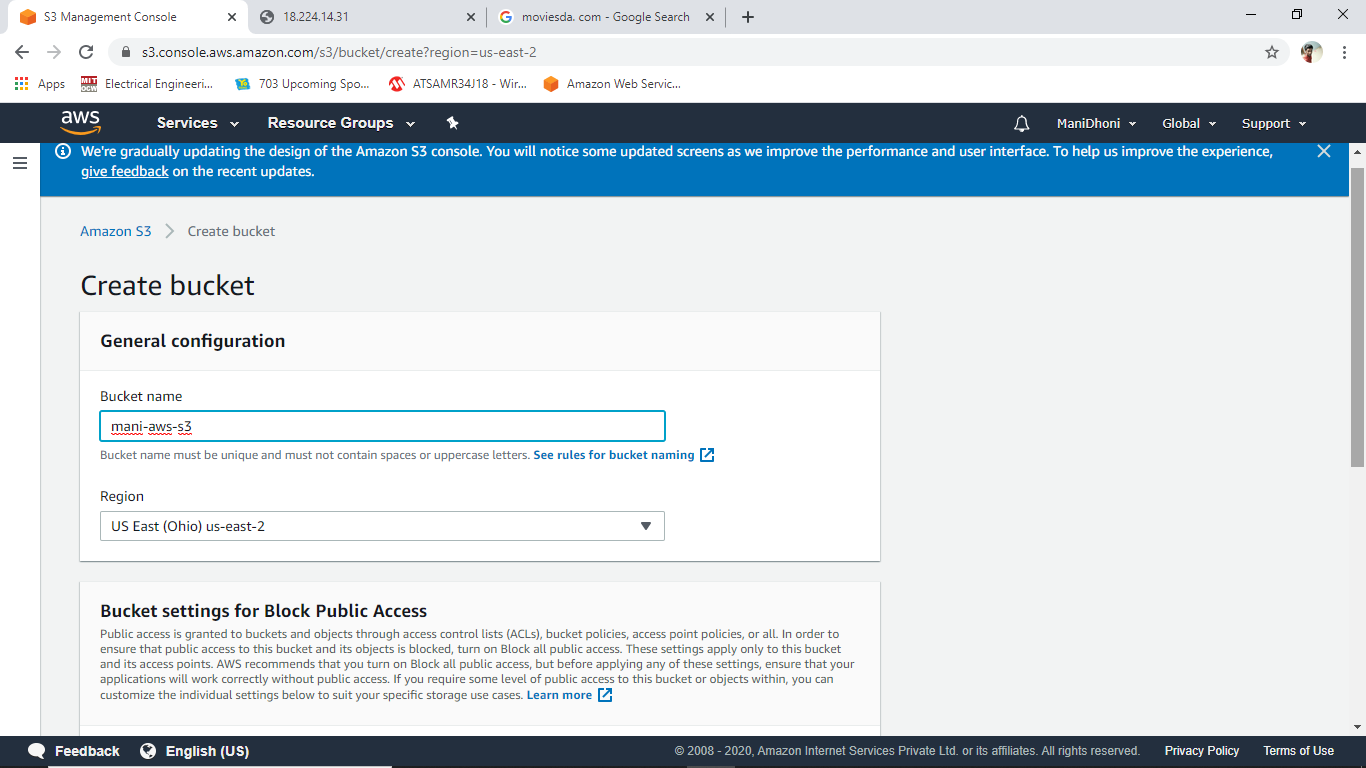 S3 Management Console
18.224.14.31
moviesda. com - Google Search
s3.console.aws.amazon.com/s3/bucket/create?region=us-east-2
Apps
MIT OCW
Electrical Engineeri...
703 Upcoming Spo...
ATSAMR34J18 - Wir...
Amazon Web Servic...
aws
Services
Resource Groups
ManiDhoni
Global
Support
We're gradually updating the design of the Amazon S3 console. You will notice some updated screens as we improve the performance and user interface. To help us improve the experience,
give feedback on the recent updates.
Amazon S3
Create bucket
Create bucket
General configuration
Bucket name
mani-aws-s3
Bucket name must be unique and must not contain spaces or uppercase letters. See rules for bucket naming
Region
US East (Ohio) us-east-2
Bucket settings for Block Public Access
Public access is granted to buckets and objects through access control lists (ACLs), bucket policies, access point policies, or all. In order to
ensure that public access to this bucket and its objects is blocked, turn on Block all public access. These settings apply only to this bucket
and its access points. AWS recommends that you turn on Block all public access, but before applying any of these settings, ensure that your
applications will work correctly without public access. If you require some level of public access to this bucket or objects within, you can
customize the individual settings below to suit your specific storage use cases. Learn more
Feedback
English (US)
© 2008 - 2020, Amazon Internet Services Private Ltd. or its affiliates. All rights reserved.
Privacy Policy
Terms of Use